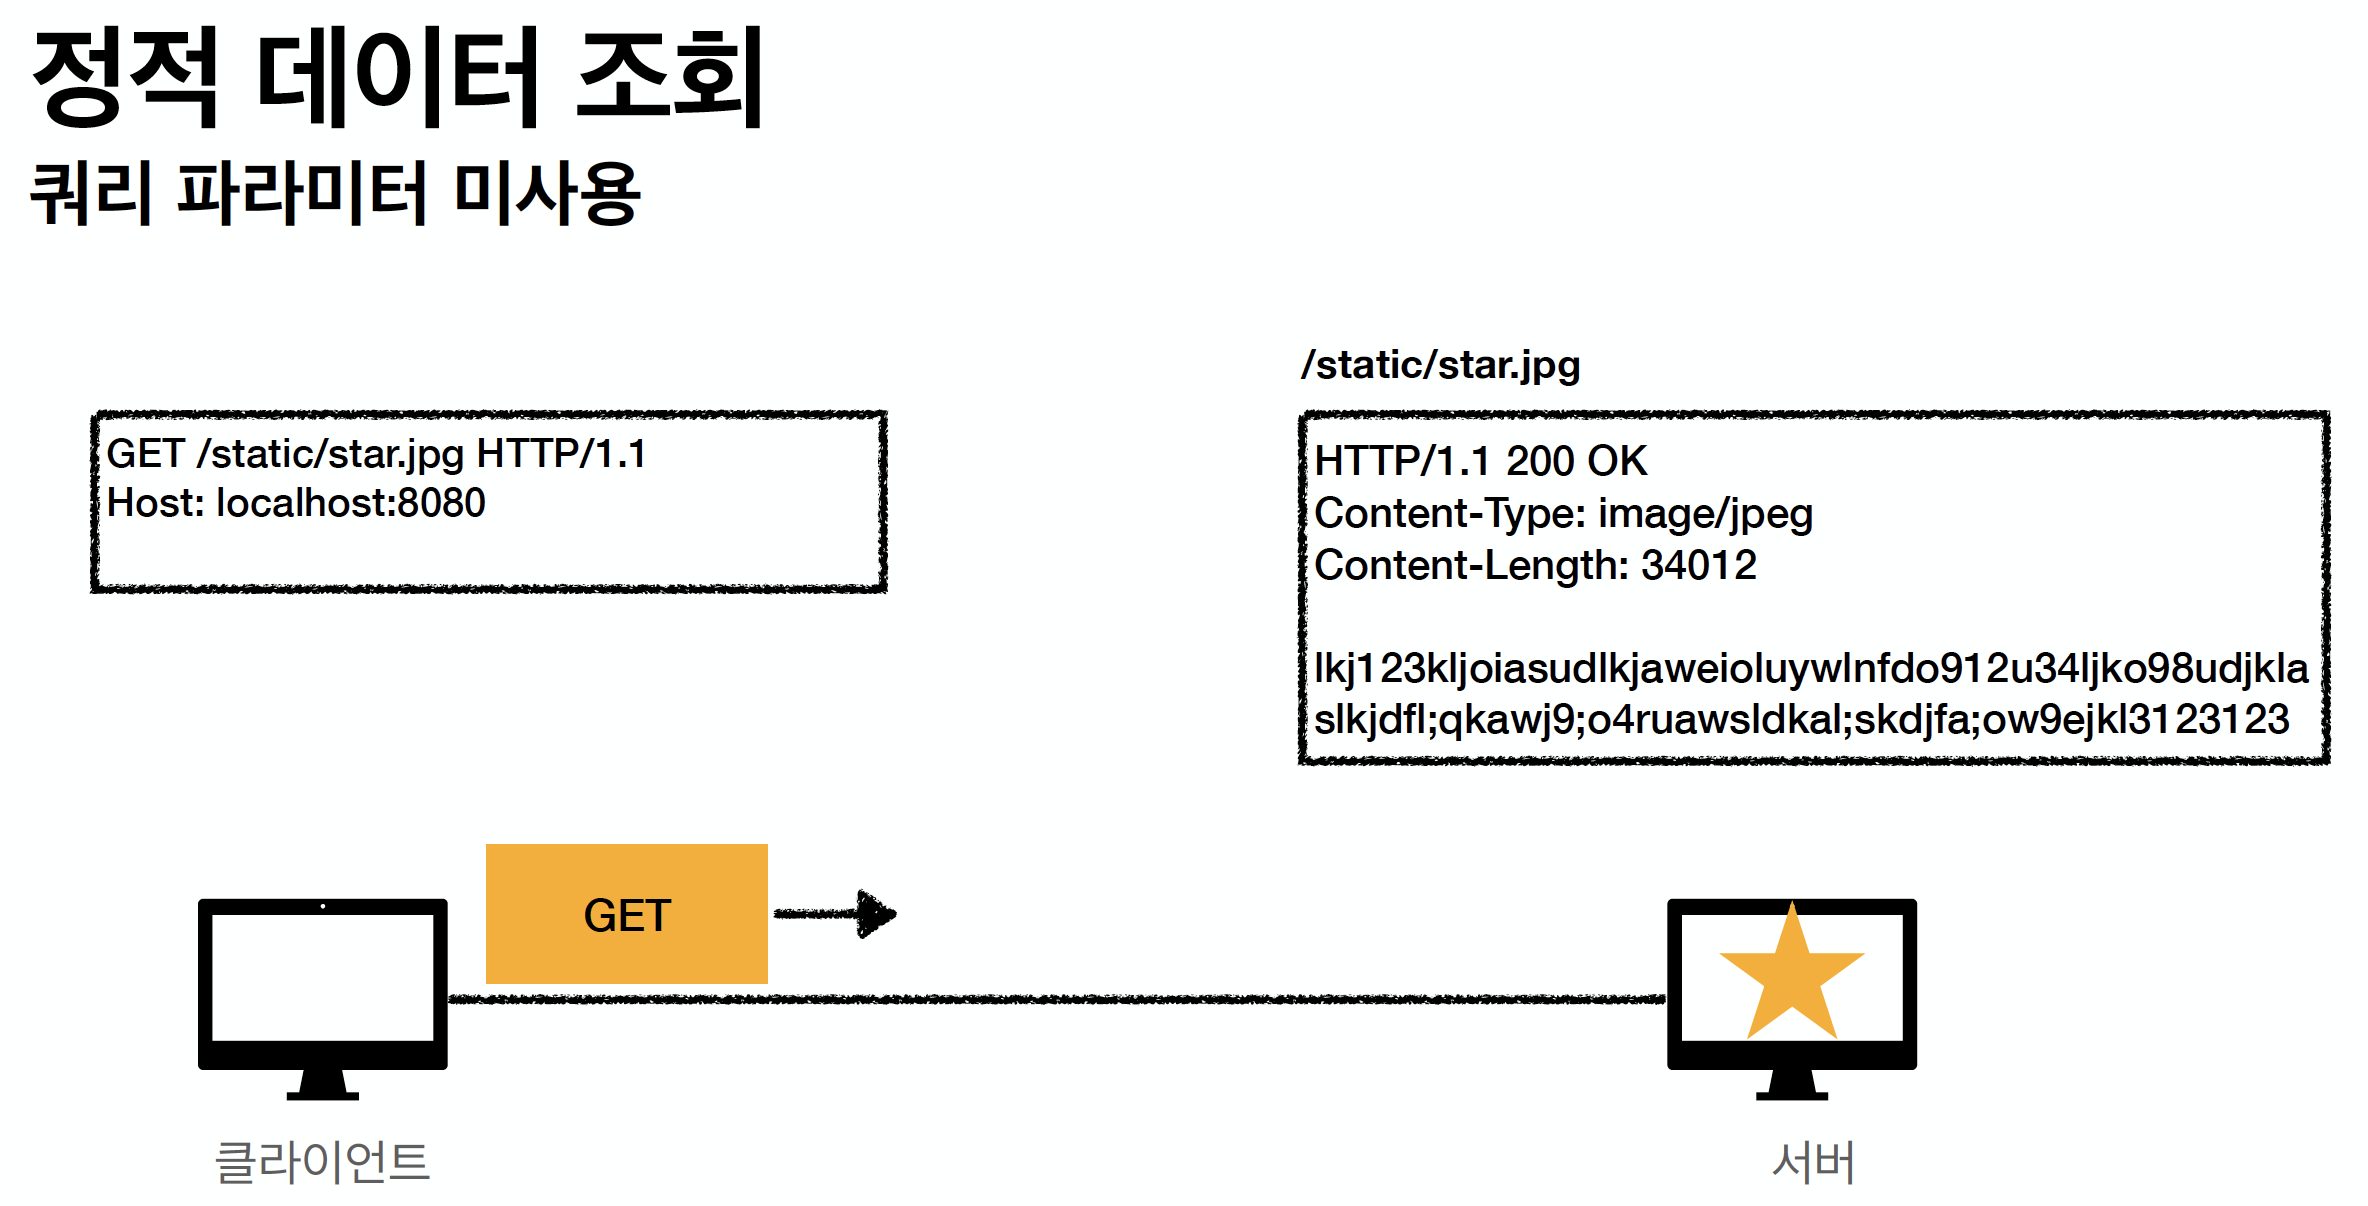 정적 데이터 조회
쿼리 파라미터 미사용
/static/star.jpg
GET /static/star.jpg HTTP/1.1
Host: localhost:8080
HTTP/1.1 200 OK
Content-Type: image/jpeg
Content-Length: 34012
lkj123kljoiasudlkjaweioluywlnfdo912u34ljko98udjkla
slkjdfl;qkawj9;o4ruawsldkal;skdjfa;ow9ejkl3123123
GET
클라이언트
서버